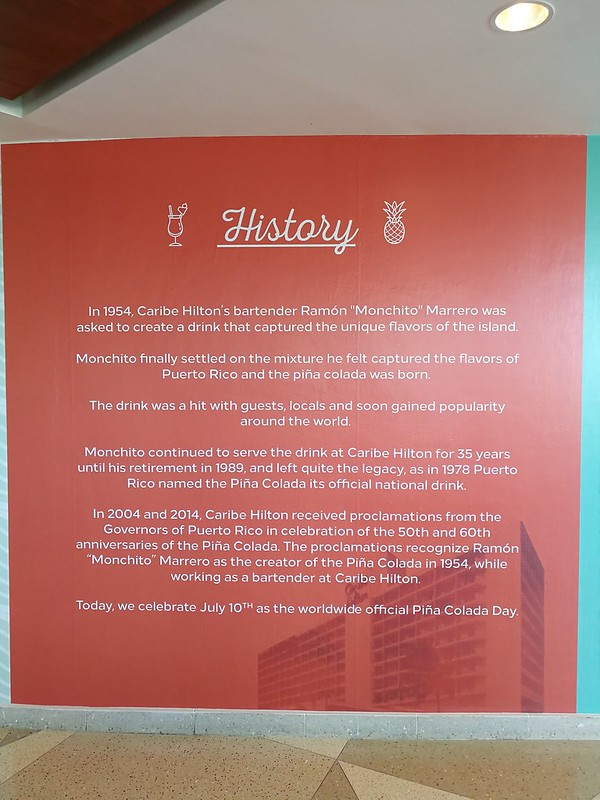 History
In 1954, Caribe Hilton's bartender Ramón "Monchito" Marrero was
asked to create a drink that captured the unique flavors of the island.
Monchito finally settled on the mixture he felt captured the flavors of
Puerto Rico and the piña colada was born.
The drink was a hit with guests, locals and soon gained popularity
around the world.
Monchito continued to serve the drink at Caribe Hilton for 35 years
until his retirement in 1989, and left quite the legacy, as in 1978 Puerto
Rico named the Piña Colada its official national drink.
In 2004 and 2014, Caribe Hilton received proclamations from the
Governors of Puerto Rico in celebration of the 50th and 60th
anniversaries of the Piña Colada. The proclamations recognize Ramón
“Monchito” Marrero as the creator of the Piña Colada in 1954, while
working as a bartender at Caribe Hilton.
Today, we celebrate July 10TH as the worldwide official Piña Colada Day.